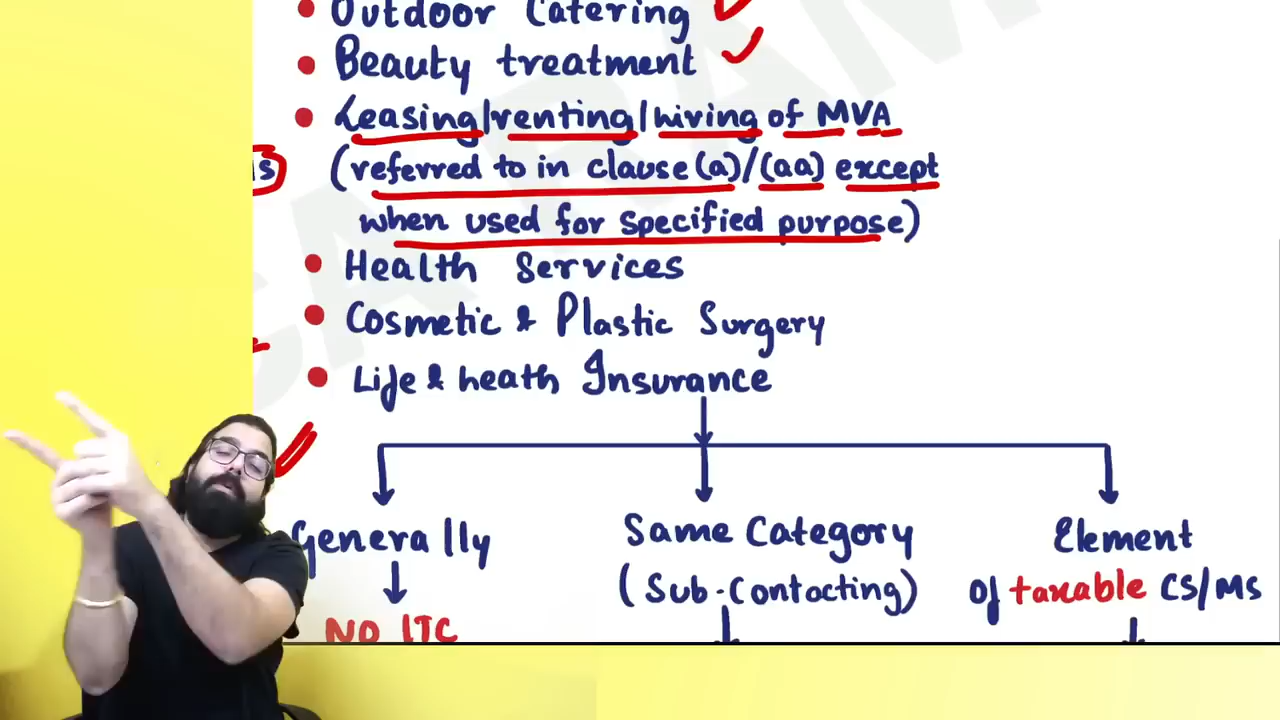 Outdoor Catering
Beauty treatment
Leasing/renting/hiving of MVA
(referred to in clause(a)/(aa) except
when used for specified purpose)
Health Services
Cosmetic & Plastic Surgery
Life & heath Insurance
Generally
Same Category
Element
(Sub-Contacting)
of taxable CS/MS
NO ITC